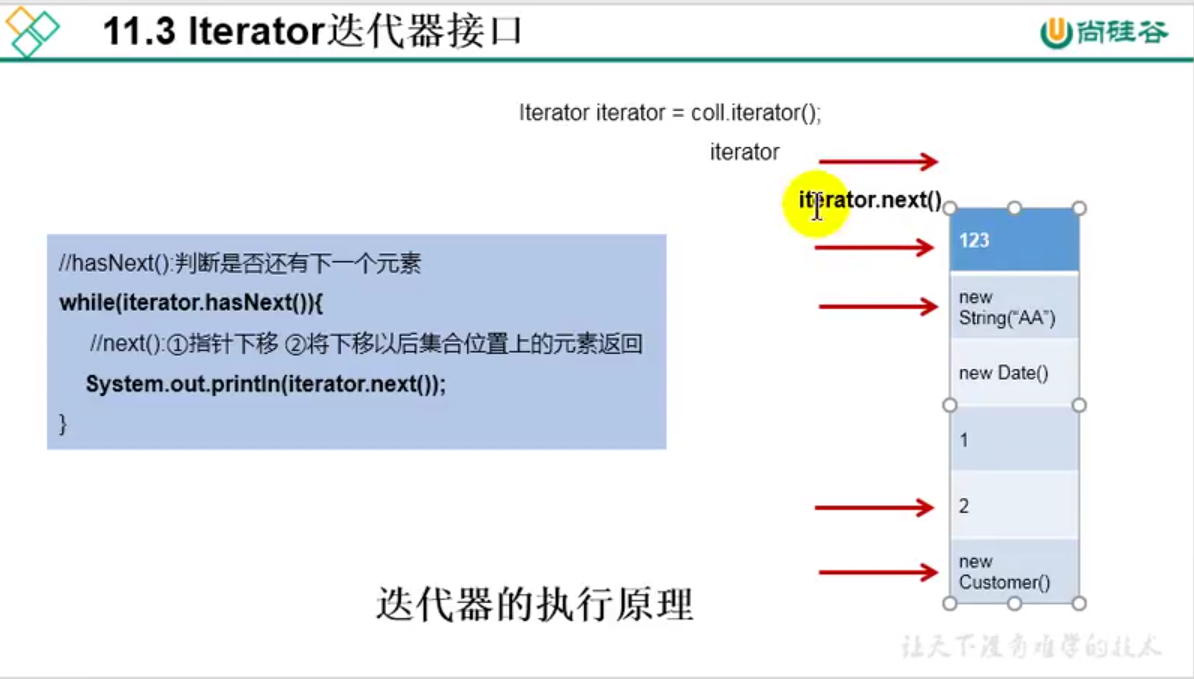 11.3 Iterator迭代器接口
尚硅谷
Iterator iterator = coll.iterator();
iterator
iterator.next()
//hasNext():判断是否还有下一个元素
while(iterator.hasNext()){
//next():①指针下移 ②将下移以后集合位置上的元素返回
System.out.println(iterator.next());
}
123
new
String(“AA”)
new Date()
1
2
new
Customer()
迭代器的执行原理
让天下没有难学的技术